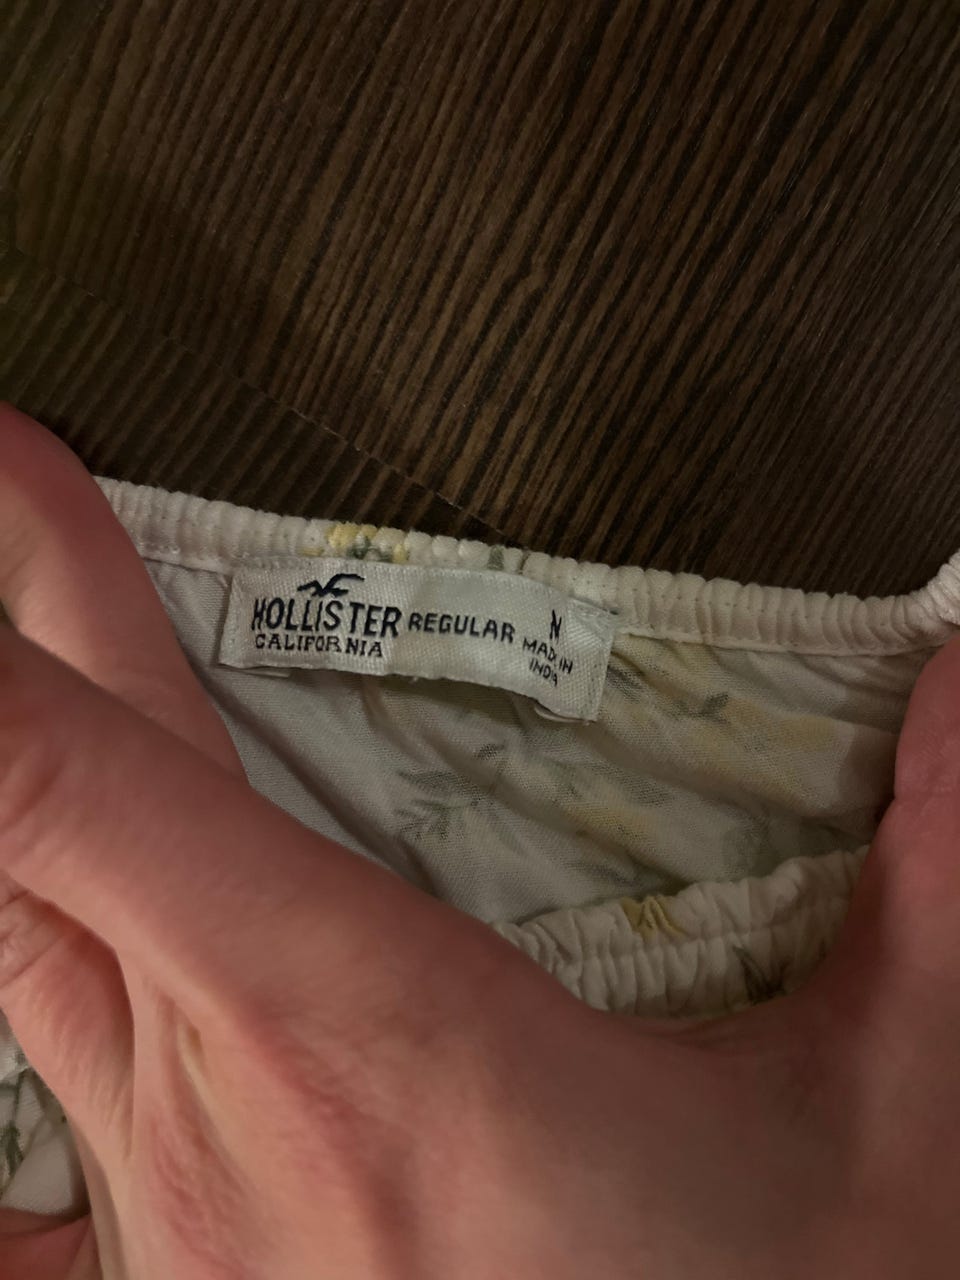 HOLLISTER
CALIFORNIA
REGULAR
MADE IN
INDIA